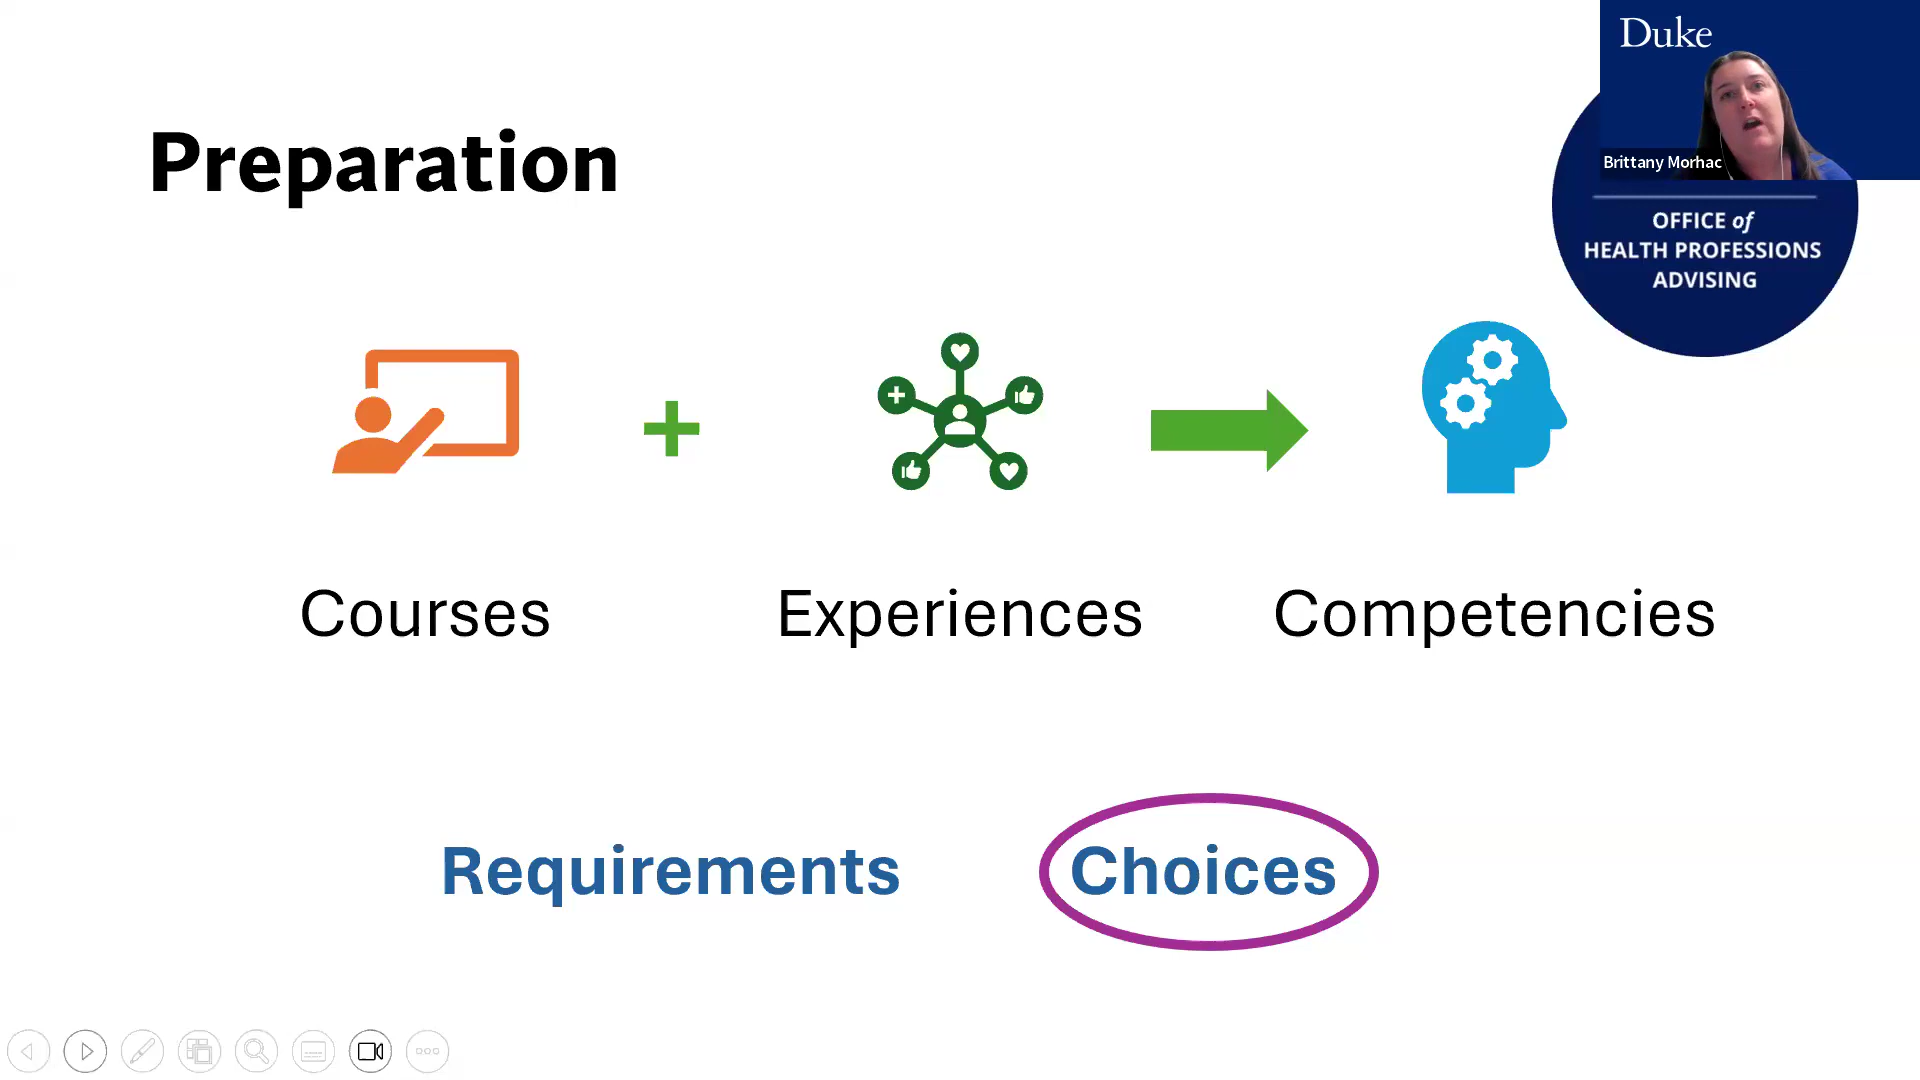 Duke
Brittany Morhac
Preparation
OFFICE of
HEALTH PROFESSIONS
ADVISING
Courses
Experiences
Competencies
Requirements
Choices